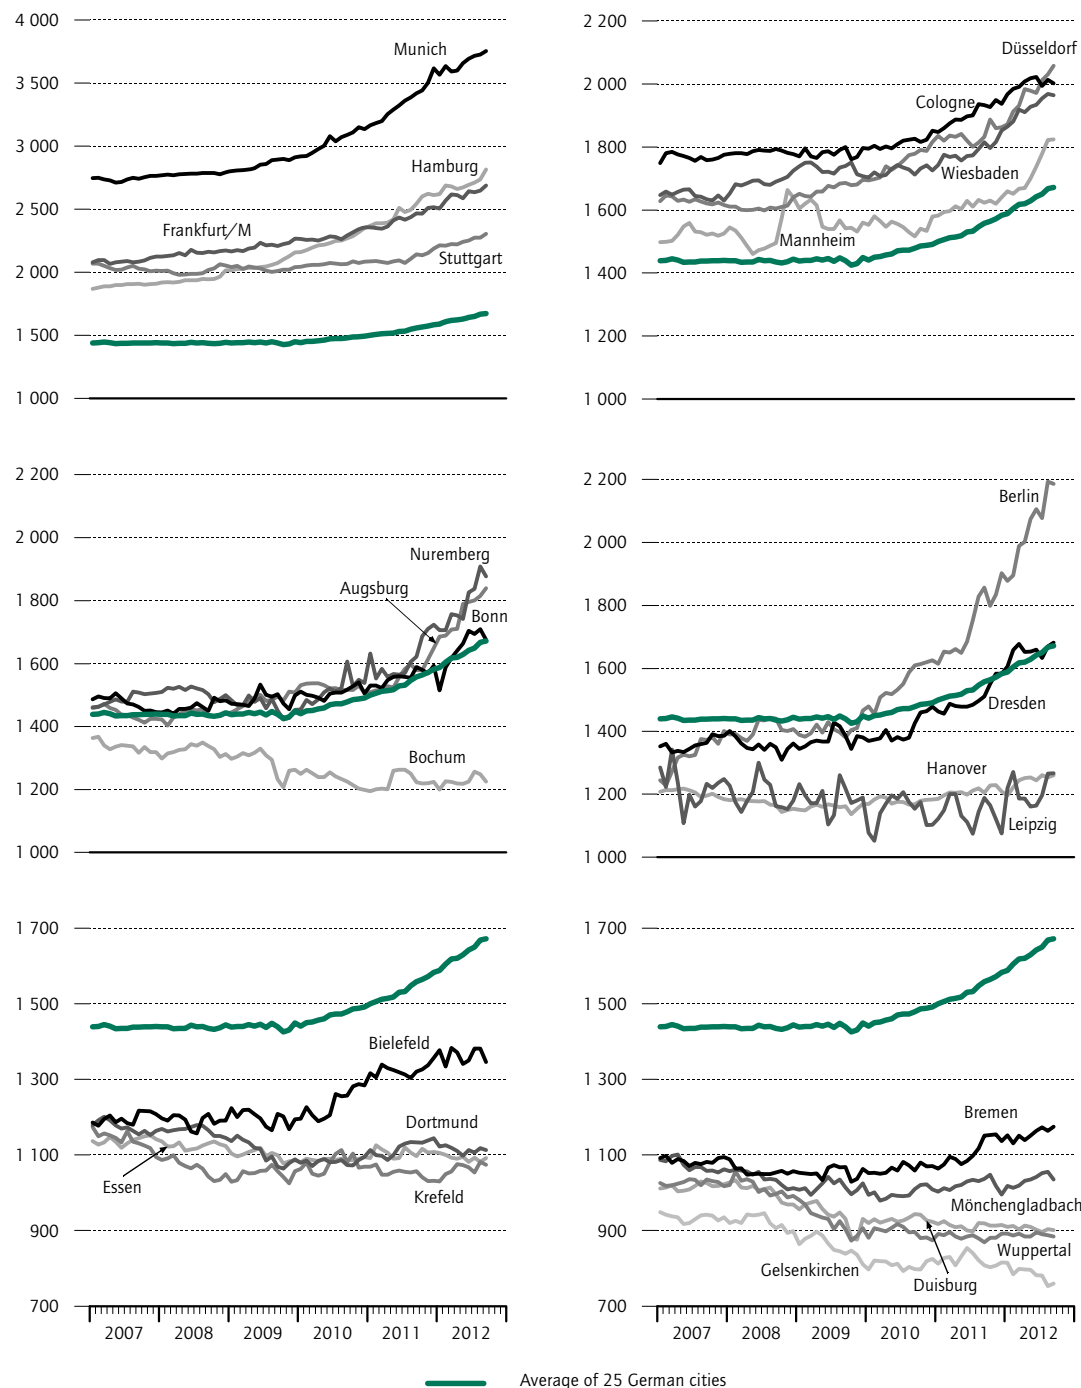 4 000
3 500
3 000
2 500
2 000
1 500
1 000
Munich
Hamburg
Frankfurt/M
Stuttgart
2 200
2 000
1 800
1 600
1 400
1 200
1 000
Düsseldorf
Cologne
Wiesbaden
Mannheim
2 200
2 000
1 800
1 600
1 400
1 200
1 000
Nuremberg
Augsburg
Bonn
Bochum
2 200
2 000
1 800
1 600
1 400
1 200
1 000
Berlin
Dresden
Hanover
Leipzig
1 700
1 500
1 300
1 100
900
700
Bielefeld
Dortmund
Essen
Krefeld
2007 2008 2009 2010 2011 2012
1 700
1 500
1 300
1 100
900
700
Bremen
Mönchengladbach
Wuppertal
Gelsenkirchen
Duisburg
2007 2008 2009 2010 2011 2012
Average of 25 German cities